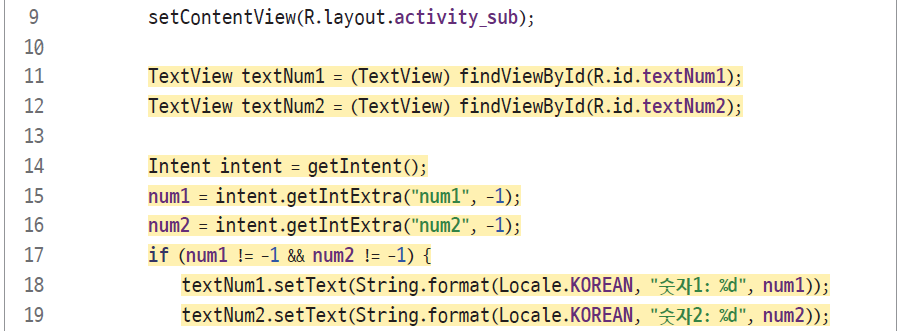 9 setContentView(R.layout.activity_sub);
10
11 TextView textNum1 = (TextView) findViewById(R.id.textNum1);
12 TextView textNum2 = (TextView) findViewById(R.id.textNum2);
13
14 Intent intent = getIntent();
15 num1 = intent.getIntExtra("num1", -1);
16 num2 = intent.getIntExtra("num2", -1);
17 if (num1 != -1 && num2 != -1) {
18 textNum1.setText(String.format(Locale.KOREAN, "숫자1: %d", num1));
19 textNum2.setText(String.format(Locale.KOREAN, "숫자2: %d", num2));